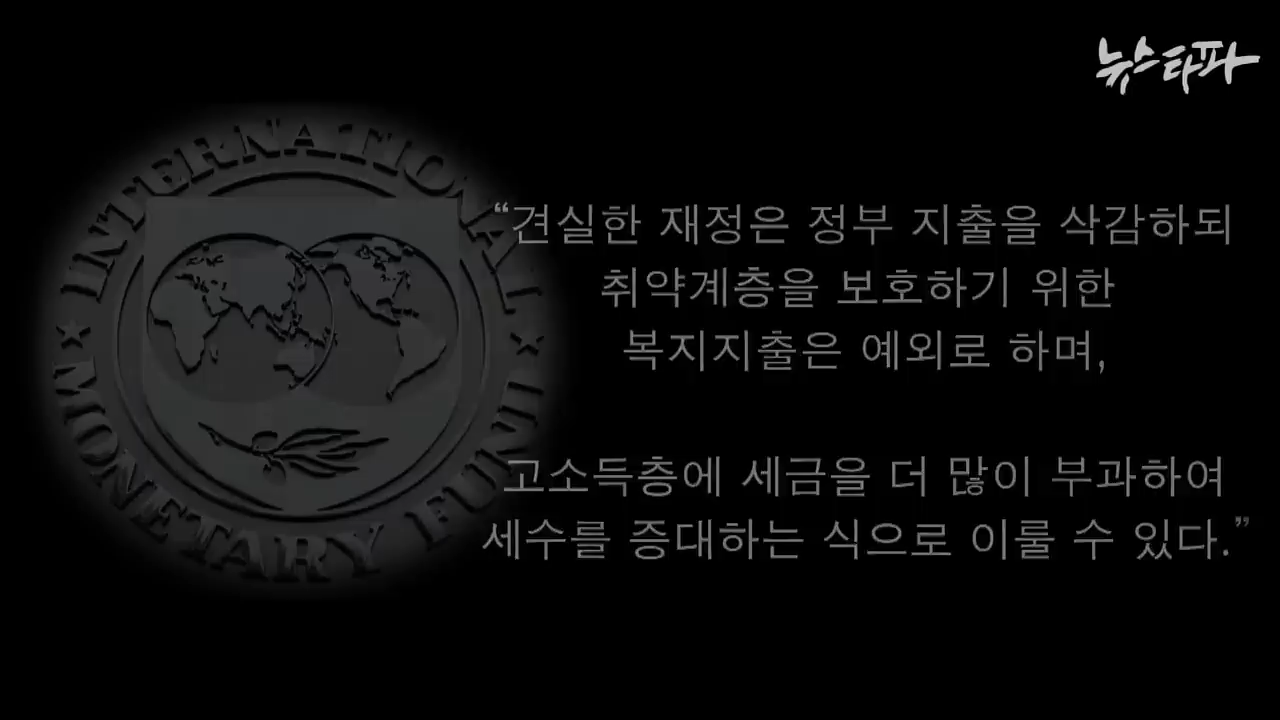 뉴스타파
INTERNATIONAL MONETARY FUND
“견실한 재정은 정부 지출을 삭감하되
취약계층을 보호하기 위한
복지지출은 예외로 하며,
고소득층에 세금을 더 많이 부과하여
세수를 증대하는 식으로 이룰 수 있다.”